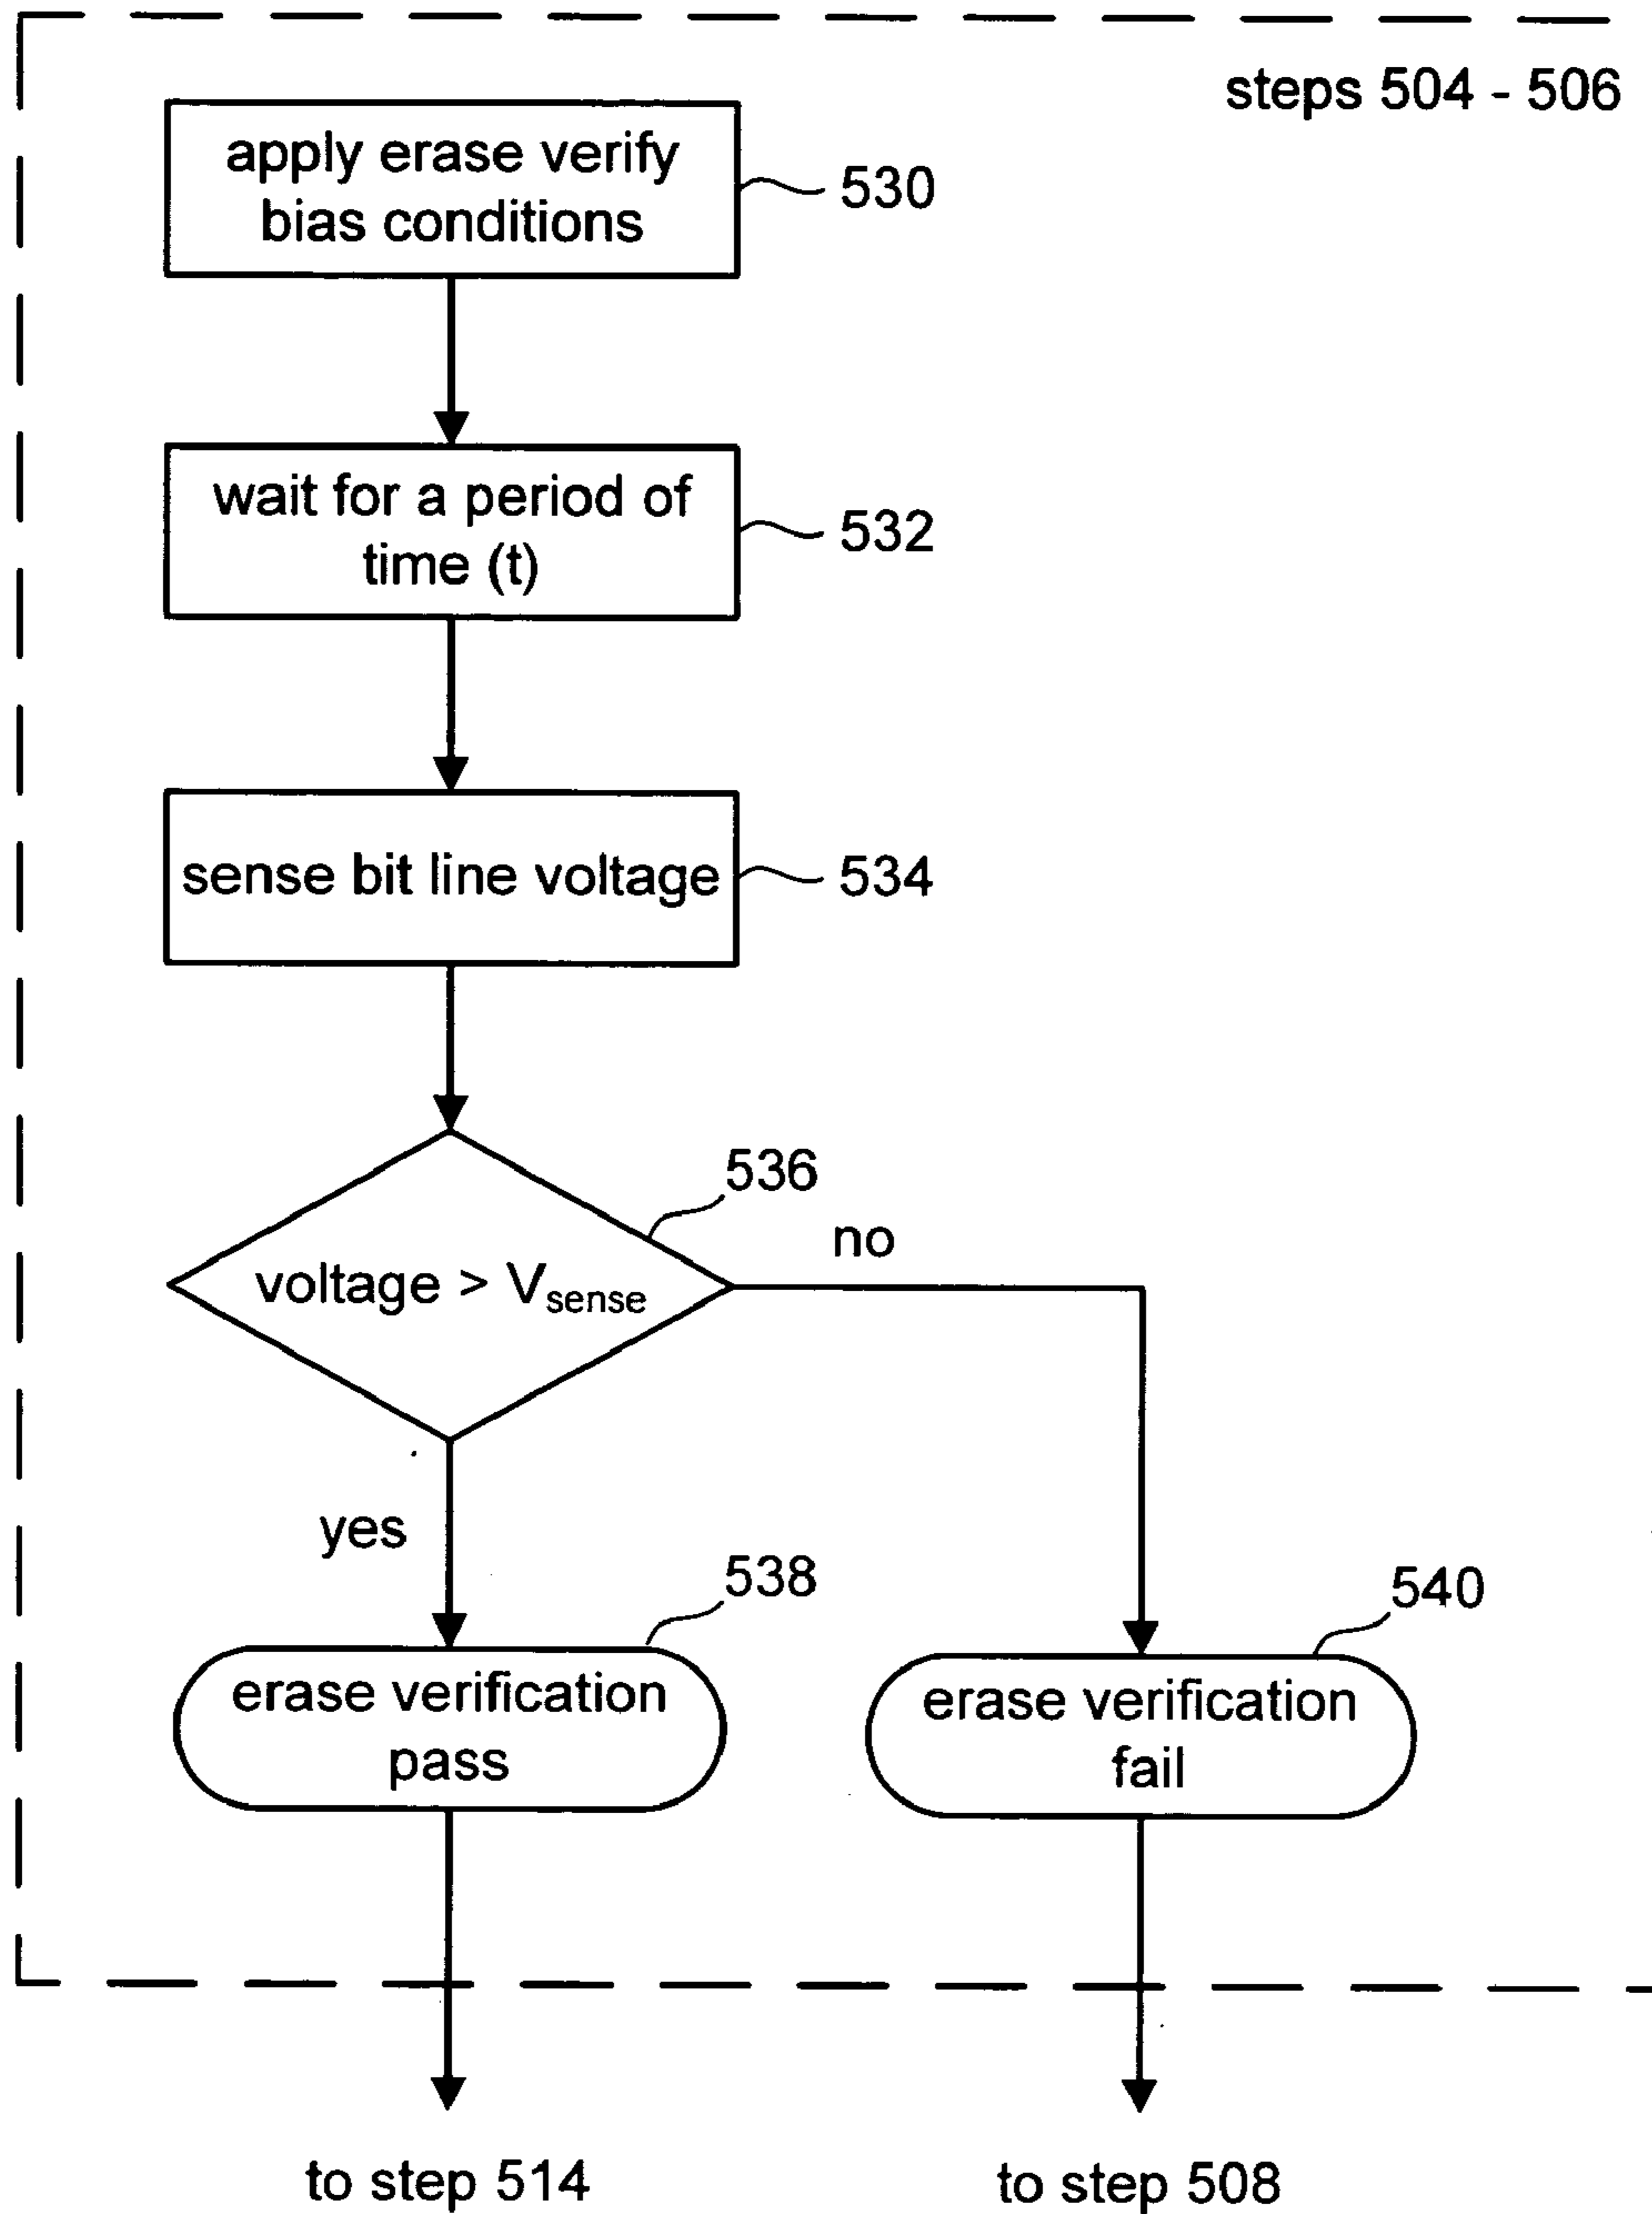 steps 504 - 506
apply erase verify
bias conditions
530
wait for a period of
time (t)
532
sense bit line voltage
534
536
voltage > Vsense
no
yes
538
540
erase verification
pass
erase verification
fail
to step 514
to step 508